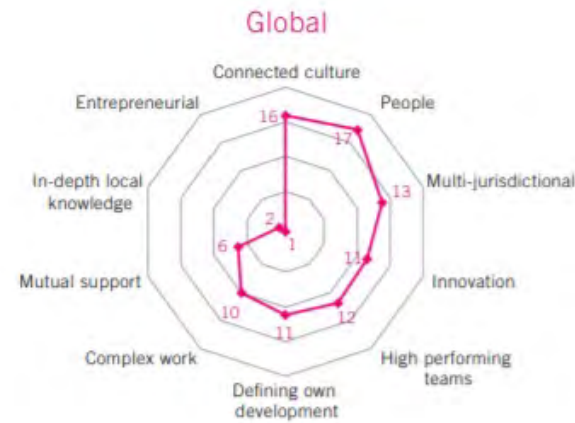 Global
Connected culture
Entrepreneurial
People
16
17
In-depth local
knowledge
13
Multi-jurisdictional
2
1
6
11
Mutual support
Innovation
10
11
12
Complex work
High performing
teams
Defining own
development